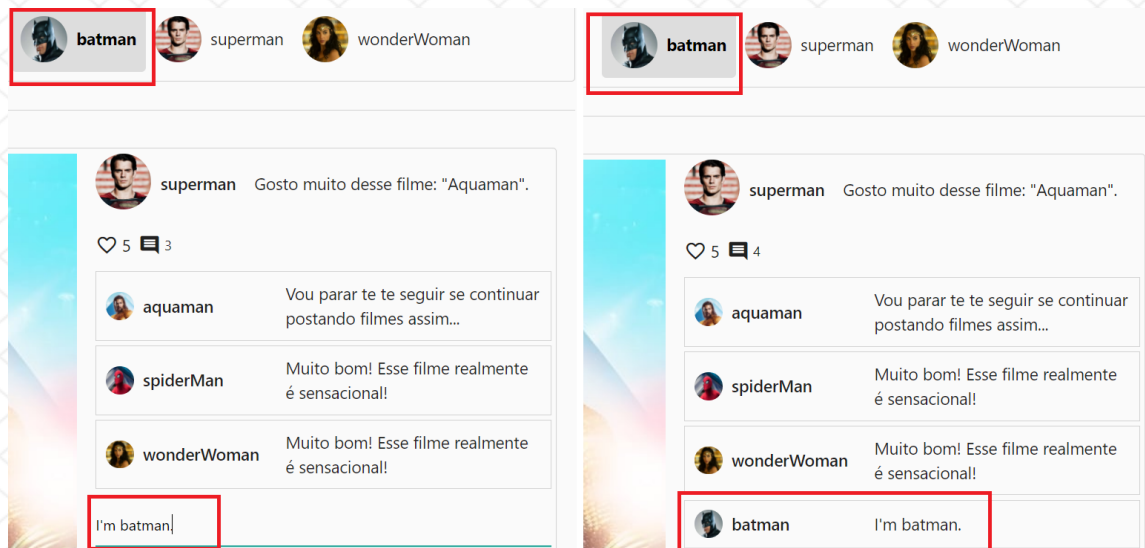 batman superman wonderWoman
superman Gosto muito desse filme: "Aquaman".
5 3
aquaman Vou parar te te seguir se continuar
postando filmes assim...
spiderMan Muito bom! Esse filme realmente
é sensacional!
wonderWoman Muito bom! Esse filme realmente
é sensacional!
I'm batman.
batman superman wonderWoman
superman Gosto muito desse filme: "Aquaman".
5 4
aquaman Vou parar te te seguir se continuar
postando filmes assim...
spiderMan Muito bom! Esse filme realmente
é sensacional!
wonderWoman Muito bom! Esse filme realmente
é sensacional!
batman I'm batman.